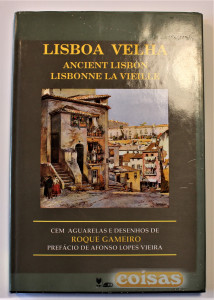 LISBOA VELHA
ANCIENT LISBON
LISBONNE LA VIEILLE
CEM AGUARELAS E DESENHOS DE
ROQUE GAMEIRO
PREFÁCIO DE AFONSO LOPES VIEIRA
coisas